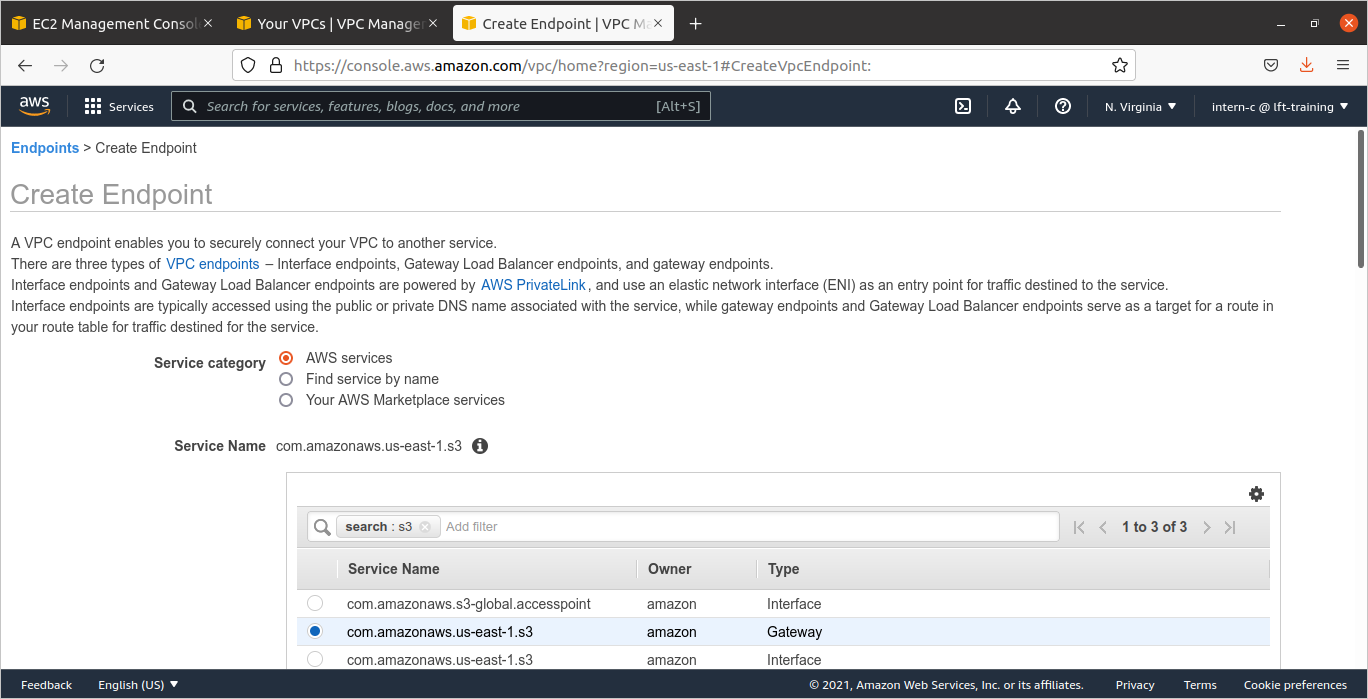 EC2 Management Consol
Your VPCs | VPC Manage
Create Endpoint | VPC M
https://console.aws.amazon.com/vpc/home?region=us-east-1#CreateVpcEndpoint:
aws
Services
Search for services, features, blogs, docs, and more
[Alt+S]
N. Virginia
intern-c @ lft-training
Endpoints > Create Endpoint
Create Endpoint
A VPC endpoint enables you to securely connect your VPC to another service.
There are three types of VPC endpoints – Interface endpoints, Gateway Load Balancer endpoints, and gateway endpoints.
Interface endpoints and Gateway Load Balancer endpoints are powered by AWS PrivateLink, and use an elastic network interface (ENI) as an entry point for traffic destined to the service.
Interface endpoints are typically accessed using the public or private DNS name associated with the service, while gateway endpoints and Gateway Load Balancer endpoints serve as a target for a route in
your route table for traffic destined for the service.
Service category
AWS services
Find service by name
Your AWS Marketplace services
Service Name com.amazonaws.us-east-1.s3
search : s3 Add filter
1 to 3 of 3
Service Name Owner Type
com.amazonaws.s3-global.accesspoint amazon Interface
com.amazonaws.us-east-1.s3 amazon Gateway
com.amazonaws.us-east-1.s3 amazon Interface
Feedback English (US) © 2021, Amazon Web Services, Inc. or its affiliates. Privacy Terms Cookie preferences